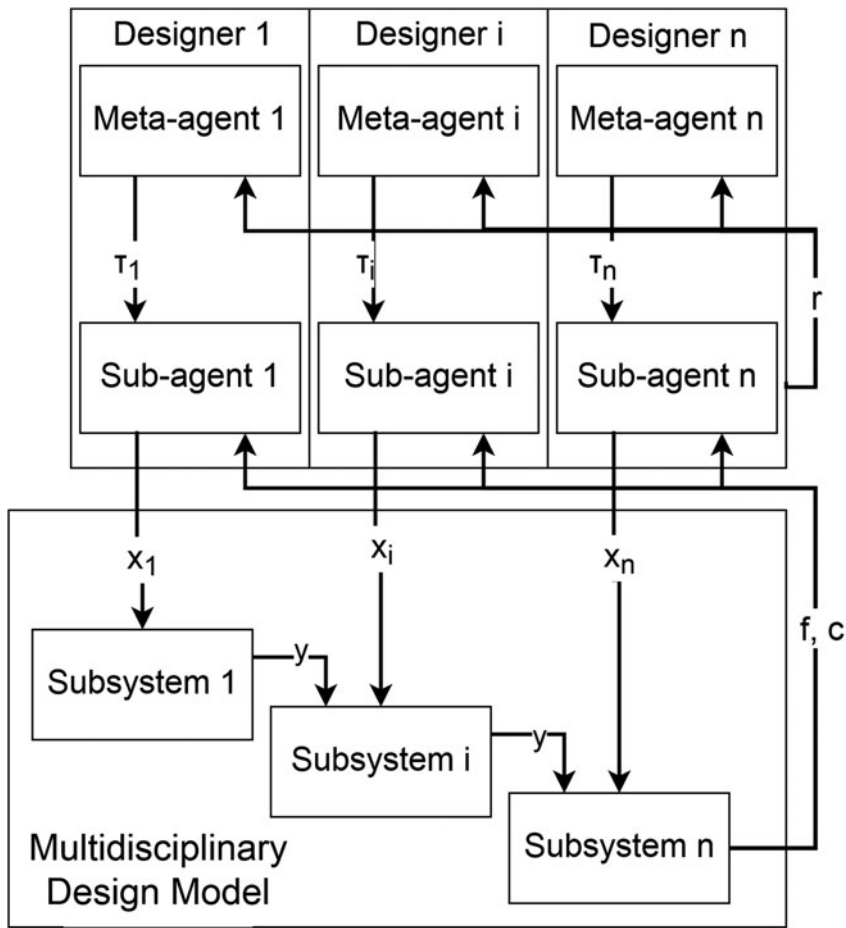 Designer 1
Designer i
Designer n
Meta-agent 1
Meta-agent i
Meta-agent n
τ₁
τᵢ
τₙ
r
Sub-agent 1
Sub-agent i
Sub-agent n
x₁
xᵢ
xₙ
f, c
Subsystem 1
y
Subsystem i
y
Subsystem n
Multidisciplinary
Design Model